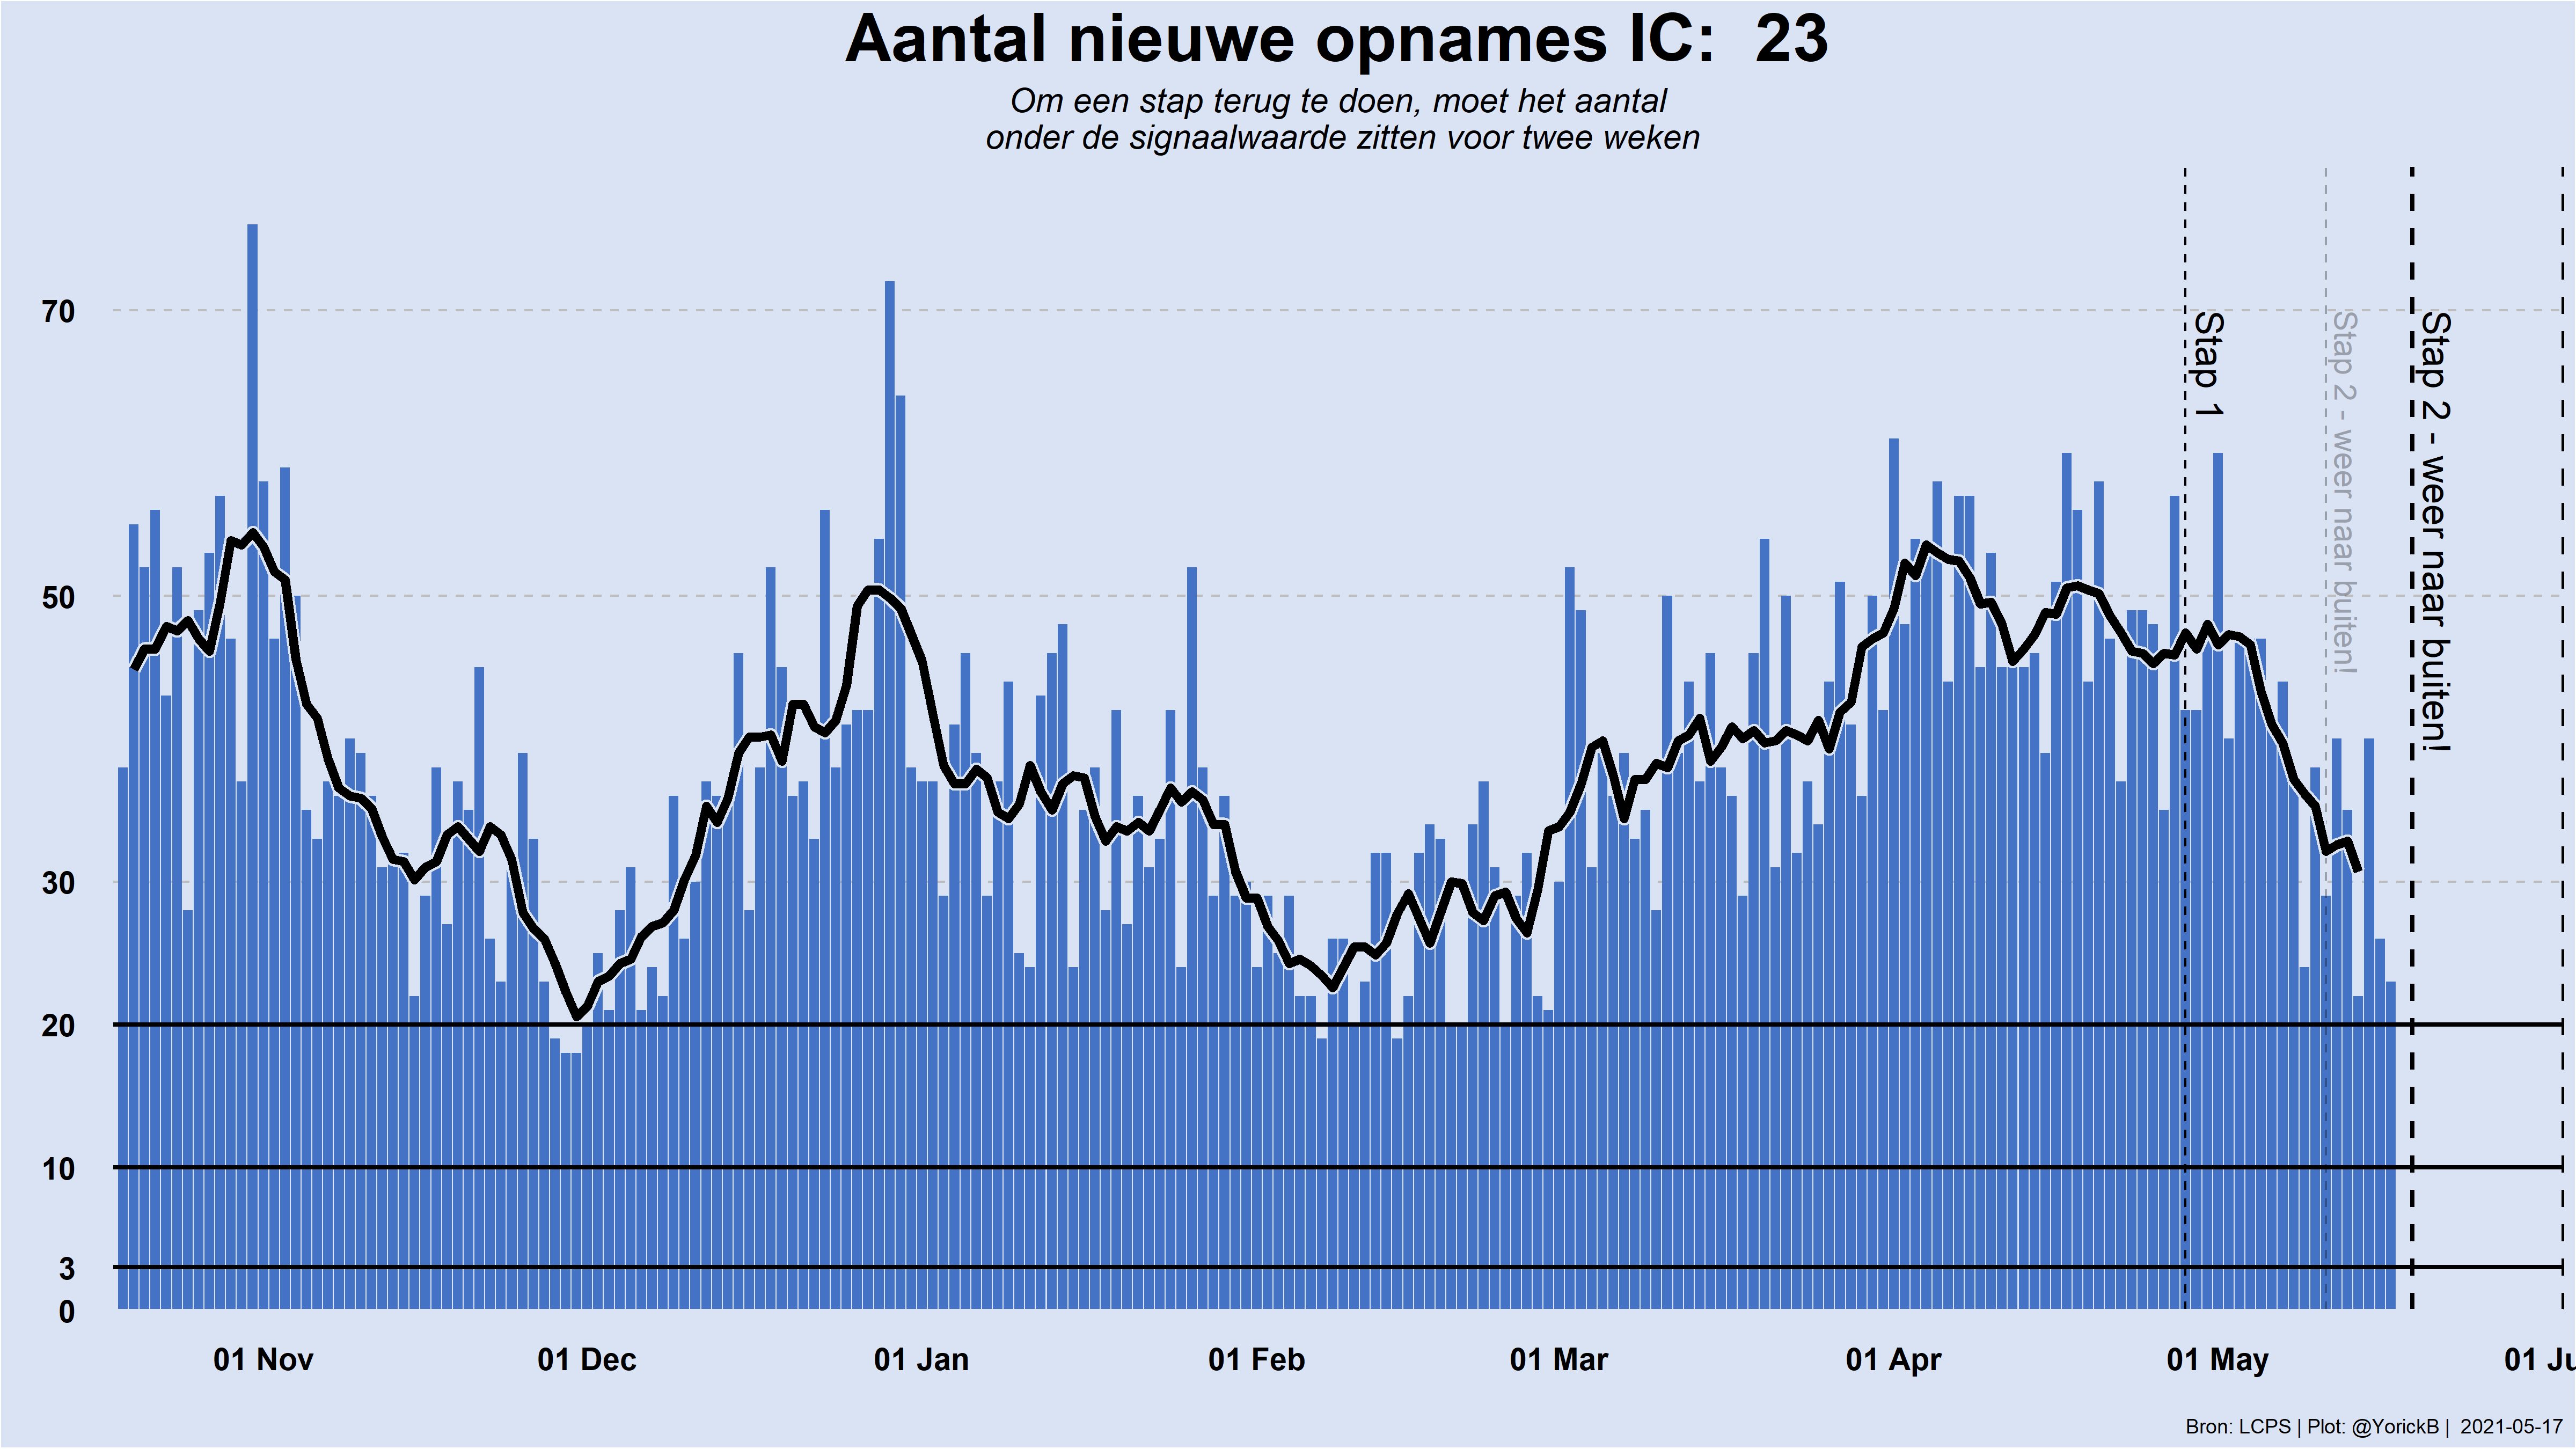 Aantal nieuwe opnames IC:  23
Om een stap terug te doen, moet het aantal
onder de signaalwaarde zitten voor twee weken
70
50
30
20
10
3
0
Stap 1
Stap 2 - weer naar buiten!
Stap 2 - weer naar buiten!
01 Nov
01 Dec
01 Jan
01 Feb
01 Mar
01 Apr
01 May
01 Ju
Bron: LCPS | Plot: @YorickB |  2021-05-17